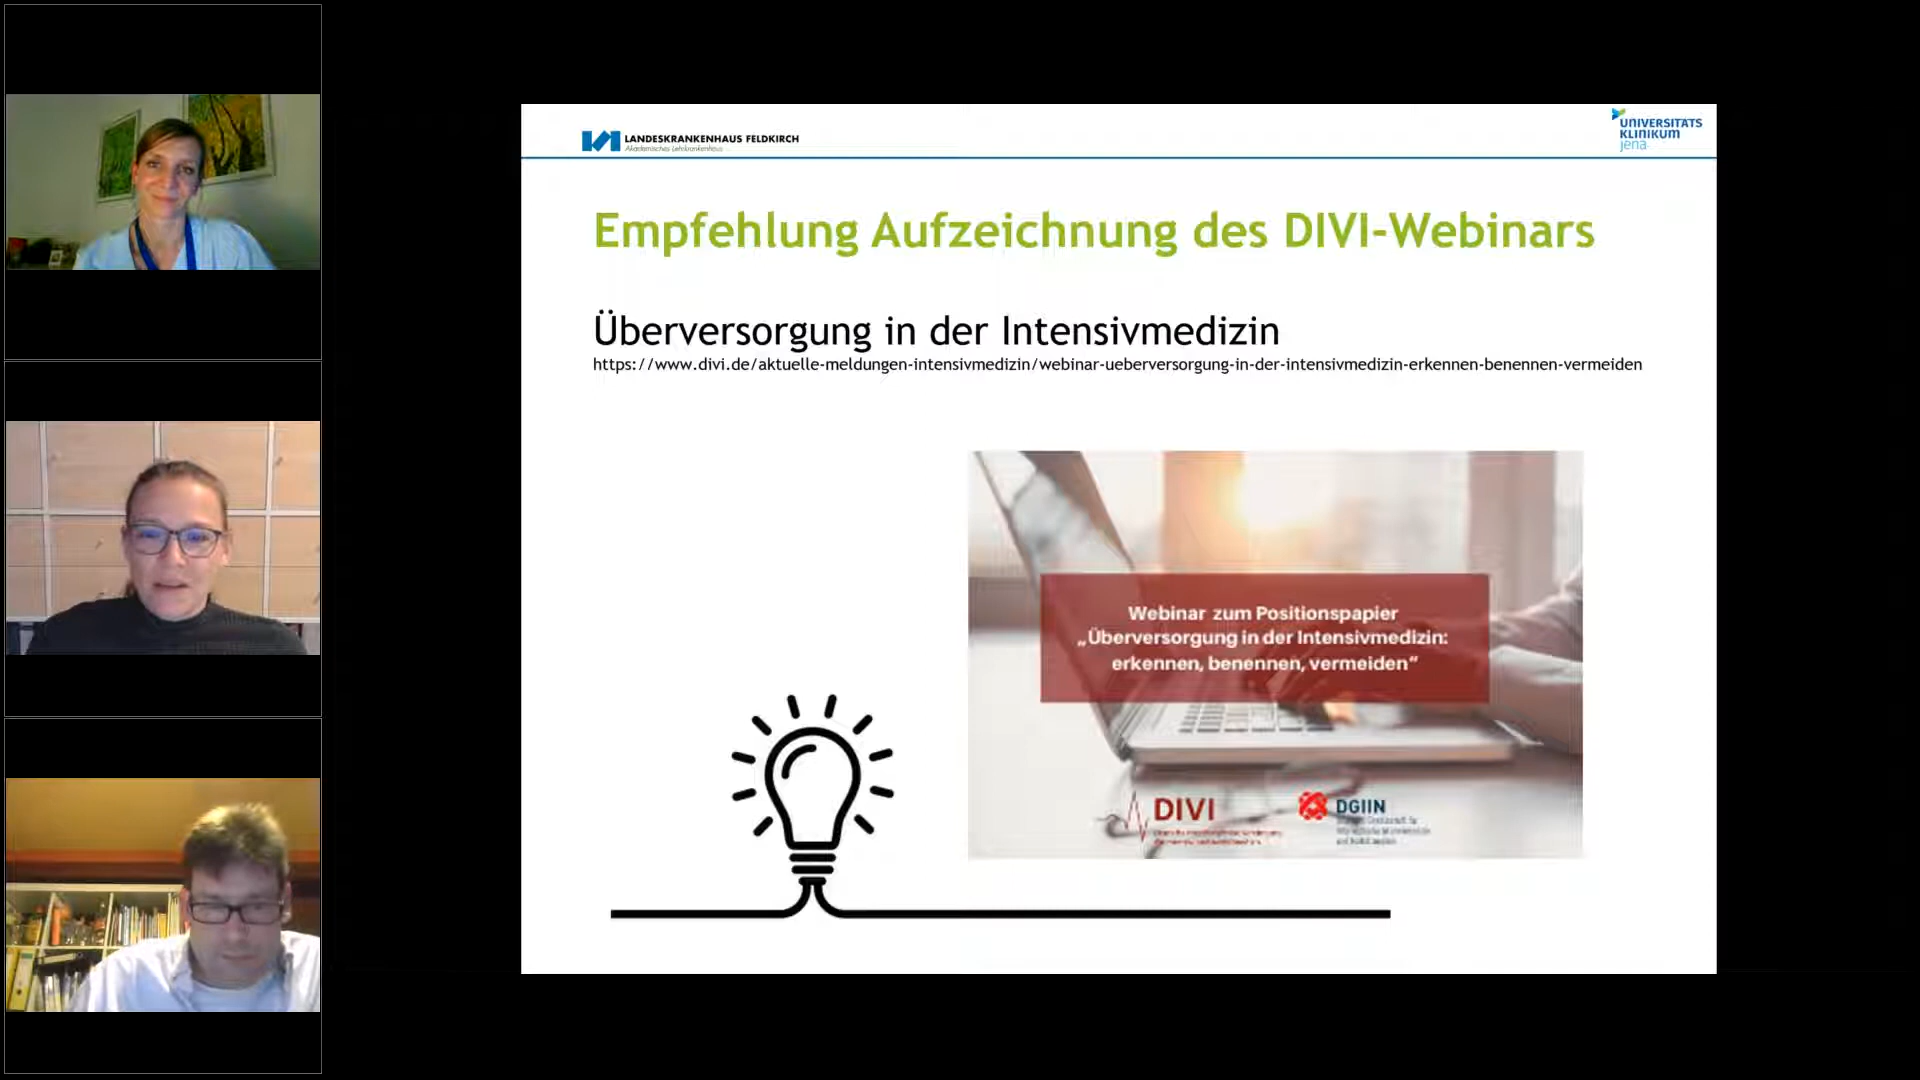 LANDESKRANKENHAUS FELDKIRCH
Akademisches Lehrkrankenhaus
UNIVERSITÄTS
KLINIKUM
jena
Empfehlung Aufzeichnung des DIVI-Webinars
Überversorgung in der Intensivmedizin
https://www.divi.de/aktuelle-meldungen-intensivmedizin/webinar-ueberversorgung-in-der-intensivmedizin-erkennen-benennen-vermeiden
Webinar zum Positionspapier
„Überversorgung in der Intensivmedizin:
erkennen, benennen, vermeiden“
DIVI
DGIIN